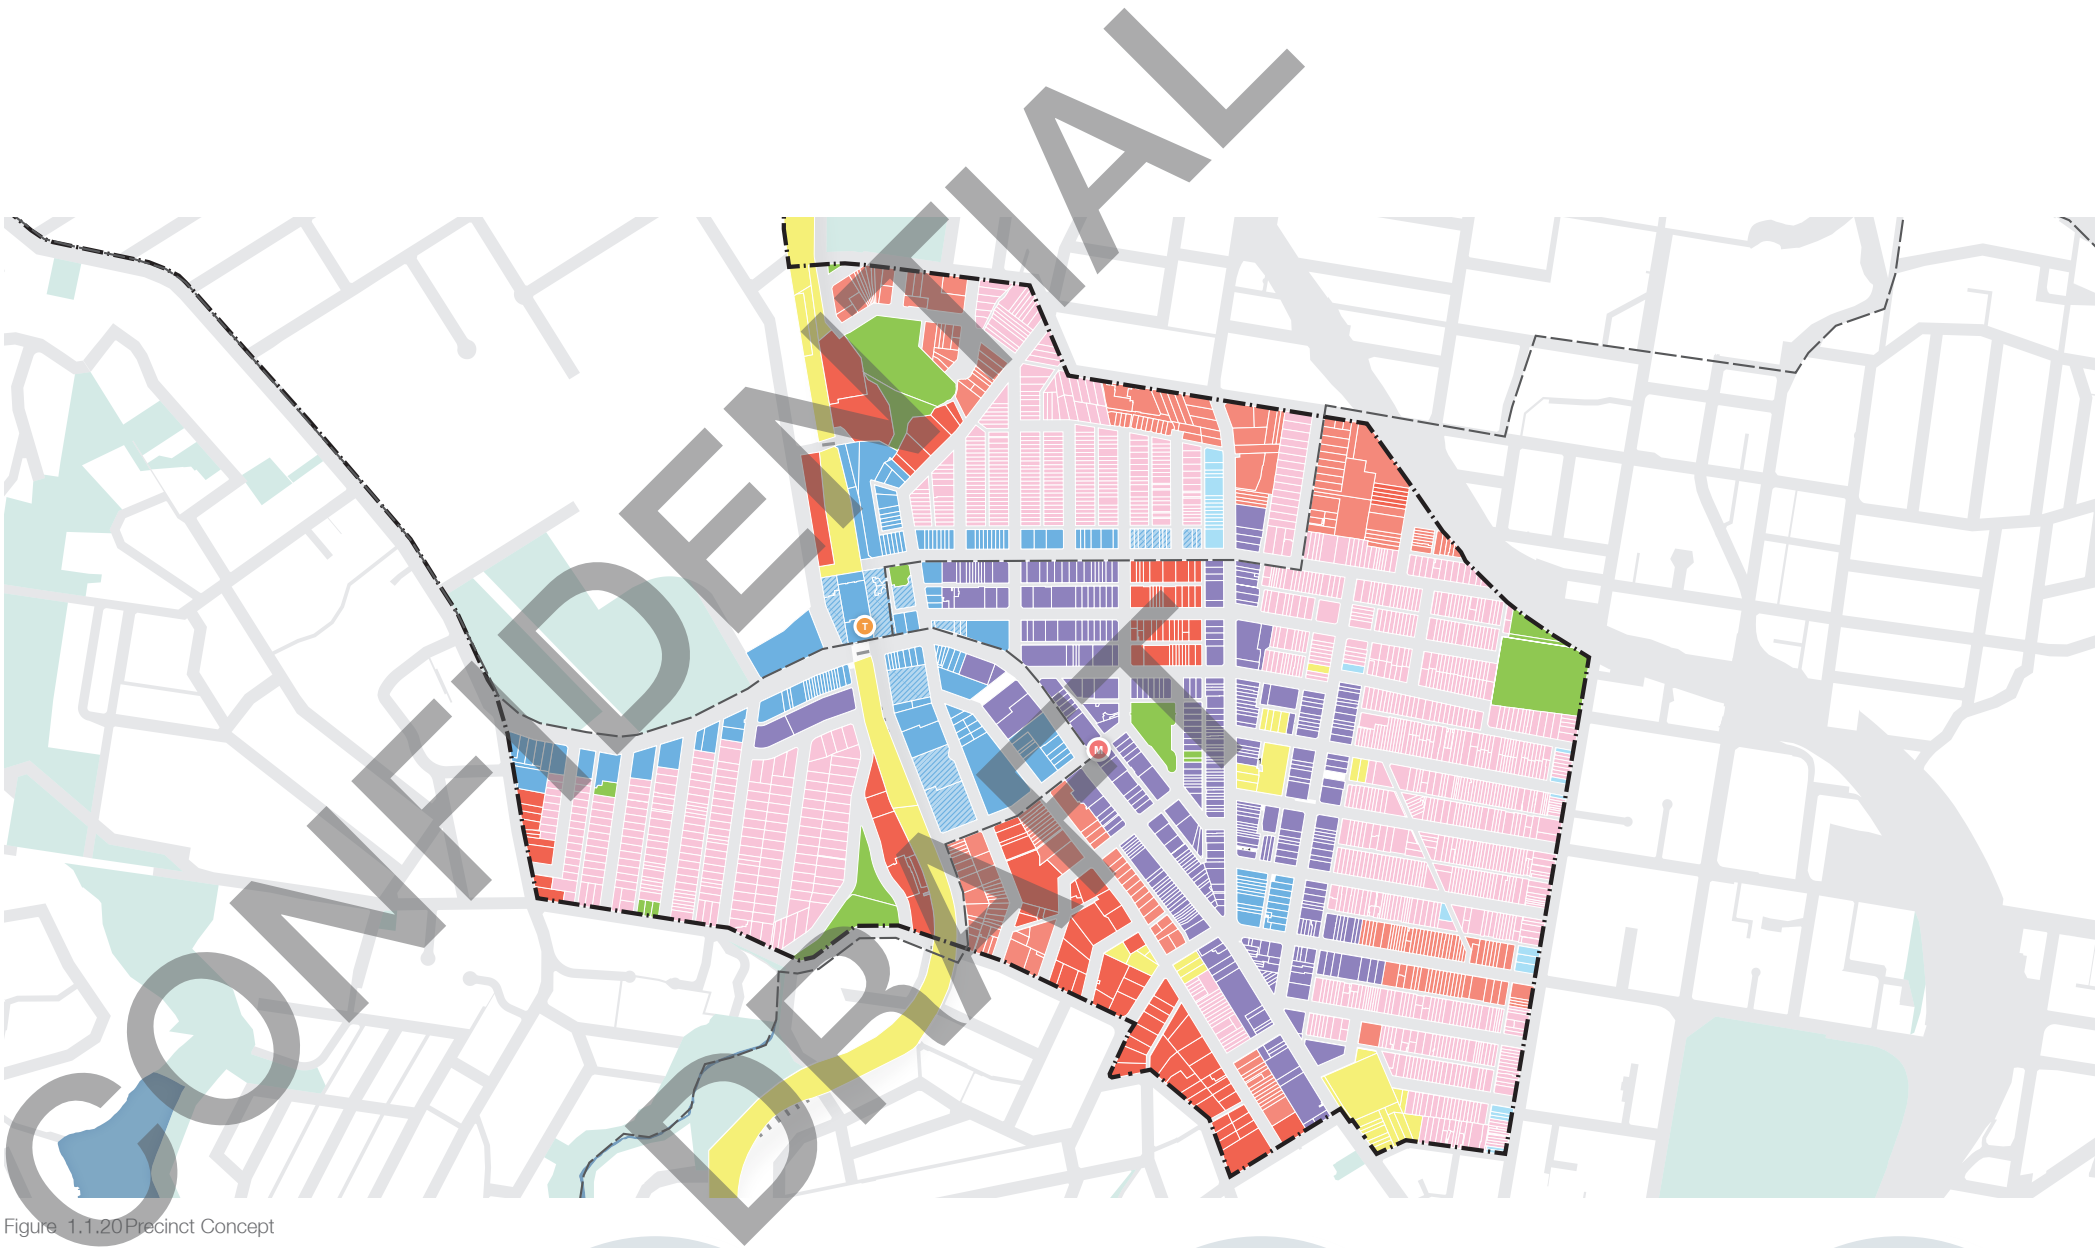 CONFIDENTIAL
DRAFT
T
M
Figure 1.1.20 Precinct Concept